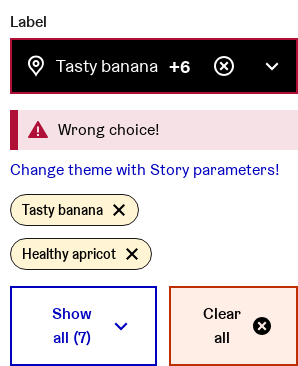 Label
Tasty banana +6
Wrong choice!
Change theme with Story parameters!
Tasty banana
Healthy apricot
Show
all (7)
Clear
all